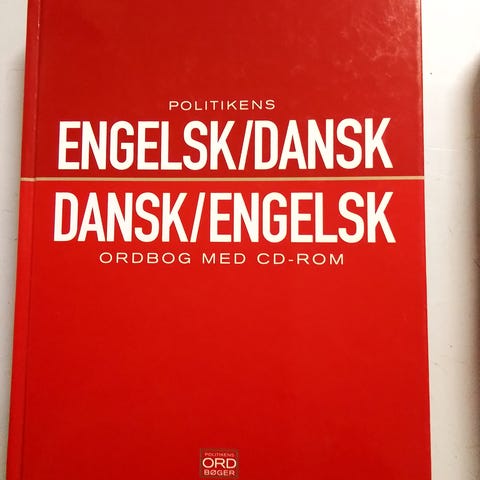 POLITIKENS
ENGELSK/DANSK
DANSK/ENGELSK
ORDBOG MED CD-ROM
POLITIKENS
ORD
BØGER